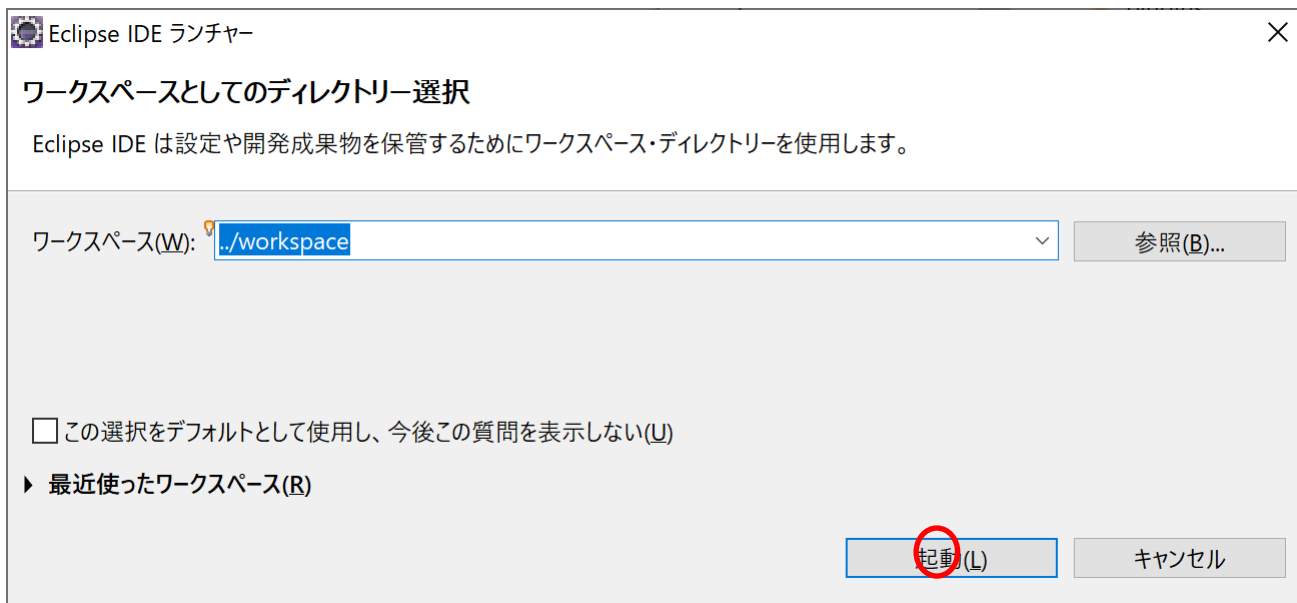 Eclipse IDE ランチャー
ワークスペースとしてのディレクトリー選択
Eclipse IDE は設定や開発成果物を保管するためにワークスペース・ディレクトリーを使用します。
ワークスペース(W): ../workspace 参照(B)...
この選択をデフォルトとして使用し、今後この質問を表示しない(U)
最近使ったワークスペース(R)
起動(L) キャンセル